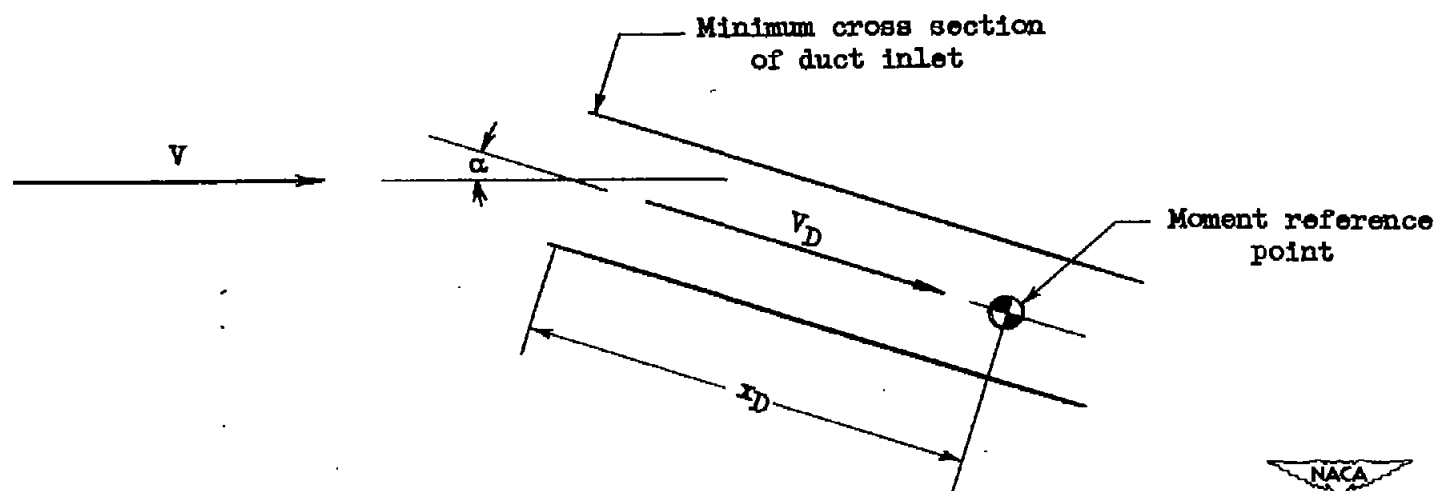 Minimum cross section
of duct inlet
V
α
V_D
Moment reference
point
x_D
NACA